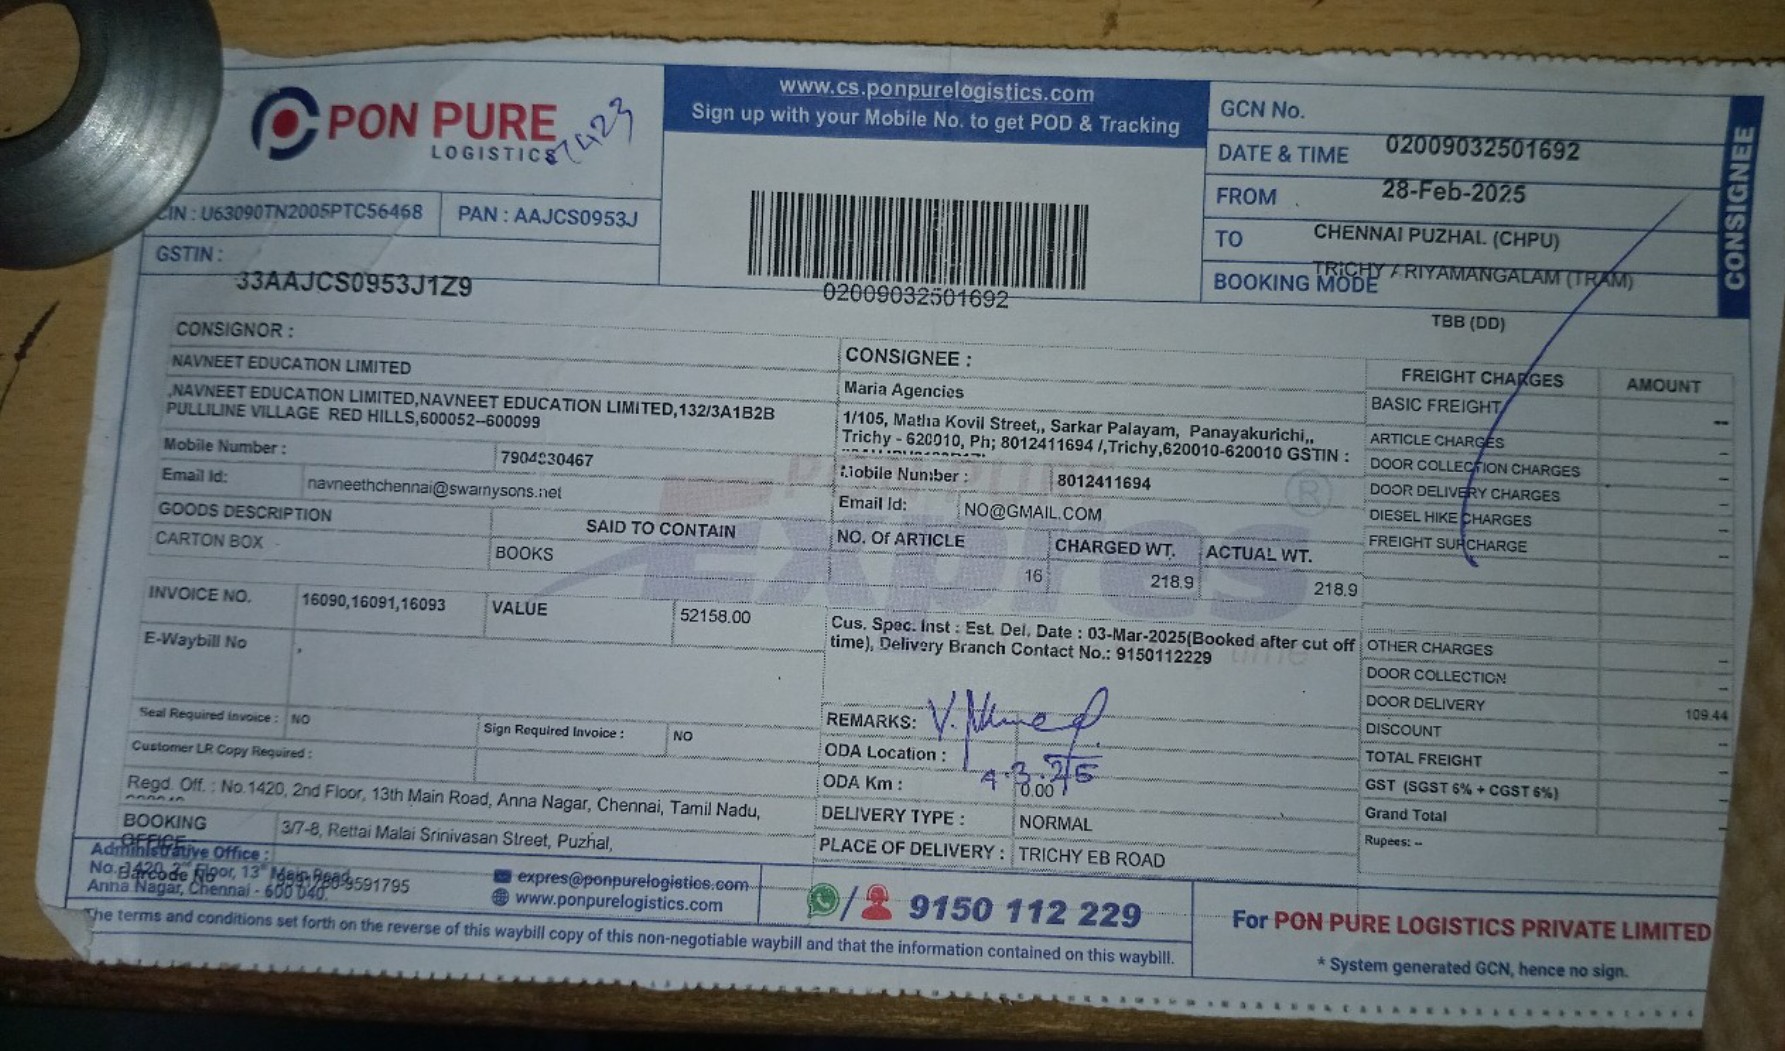 PON PURE
LOGISTICS
www.cs.ponpurelogistics.com
Sign up with your Mobile No. to get POD & Tracking
CIN : U63090TN2005PTC56468
PAN : AAJCS0953J
GSTIN :
33AAJCS0953J1Z9
02009032501692
GCN No.
02009032501692
DATE & TIME
28-Feb-2025
FROM
CHENNAI PUZHAL (CHPU)
TO
TRICHY / RIYAMANGALAM (TRAM)
BOOKING MODE
TBB (DD)
CONSIGNEE
CONSIGNOR :
NAVNEET EDUCATION LIMITED
,NAVNEET EDUCATION LIMITED,NAVNEET EDUCATION LIMITED,132/3A1B2B
PULLILINE VILLAGE RED HILLS,600052--600099
Mobile Number :
Email Id: navneethchennai@swamysons.net
GOODS DESCRIPTION
SAID TO CONTAIN
CARTON BOX
BOOKS
INVOICE NO. 16090,16091,16093
VALUE 52158.00
E-Waybill No ,
Seal Required Invoice : NO
Sign Required Invoice : NO
Customer LR Copy Required :
Regd. Off. : No.1420, 2nd Floor, 13th Main Road, Anna Nagar, Chennai, Tamil Nadu,
BOOKING
OFFICE
3/7-8, Rettai Malai Srinivasan Street, Puzhal,
CONSIGNEE :
Maria Agencies
1/105, Matha Kovil Street,, Sarkar Palayam, Panayakurichi,,
Trichy - 620010, Ph; 8012411694 /,Trichy,620010-620010 GSTIN :
Mobile Number : 8012411694
Email Id: NO@GMAIL.COM
NO. Of ARTICLE
CHARGED WT.
ACTUAL WT.
16
218.9
218.9
Cus. Spec. Inst : Est. Del. Date : 03-Mar-2025(Booked after cut off
time), Delivery Branch Contact No.: 9150112229
REMARKS:
ODA Location :
4.3.25
ODA Km : 0.00
DELIVERY TYPE : NORMAL
PLACE OF DELIVERY : TRICHY EB ROAD
FREIGHT CHARGES
AMOUNT
BASIC FREIGHT --
ARTICLE CHARGES --
DOOR COLLECTION CHARGES --
DOOR DELIVERY CHARGES --
DIESEL HIKE CHARGES --
FREIGHT SURCHARGE --
OTHER CHARGES --
DOOR COLLECTION --
DOOR DELIVERY 109.44
DISCOUNT --
TOTAL FREIGHT --
GST (SGST 6% + CGST 6%) --
Grand Total --
Rupees: --
PON PURE
Expres ®
Administrative Office :
No. 1420, 2nd Floor, 13th Main Road,
Barcode No
Anna Nagar, Chennai - 600 040.
expres@ponpurelogistics.com
www.ponpurelogistics.com
/ 9150 112 229
For PON PURE LOGISTICS PRIVATE LIMITED
* System generated GCN, hence no sign.
The terms and conditions set forth on the reverse of this waybill copy of this non-negotiable waybill and that the information contained on this waybill.